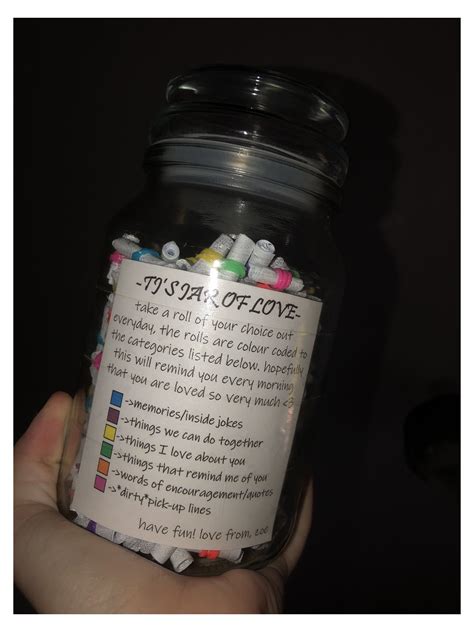 -TJ'S JAR OF LOVE-
take a roll of your choice out
everyday, the rolls are colour coded to
the categories listed below. hopefully
this will remind you every morning
that you are loved so very much <3
->memories/inside jokes
->things we can do together
->things I love about you
->things that remind me of you
->words of encouragement/quotes
->*dirty*pick-up lines
have fun! love from, zoe